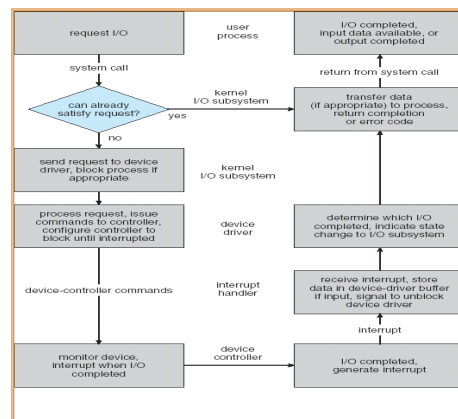 request I/O
user
process
I/O completed,
input data available, or
output completed
system call
return from system call
can already
satisfy request?
kernel
I/O subsystem
yes
transfer data
(if appropriate) to process,
return completion
or error code
no
send request to device
driver, block process if
appropriate
kernel
I/O subsystem
process request, issue
commands to controller,
configure controller to
block until interrupted
device
driver
determine which I/O
completed, indicate state
change to I/O subsystem
device-controller commands
interrupt
handler
receive interrupt, store
data in device-driver buffer
if input, signal to unblock
device driver
interrupt
monitor device,
interrupt when I/O
completed
device
controller
I/O completed,
generate interrupt